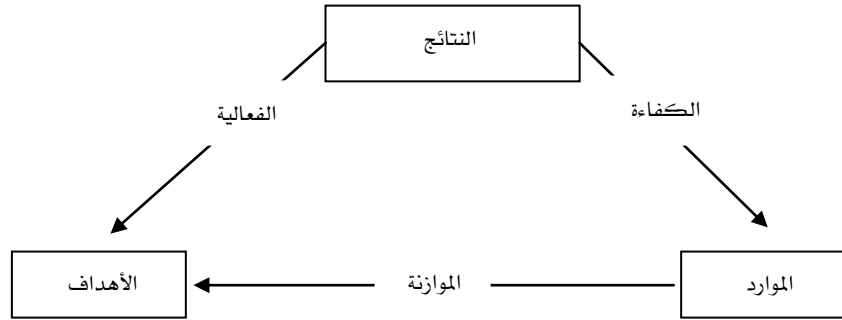 النتائج
الكفاءة
الفعالية
الموارد
الموازنة
الأهداف